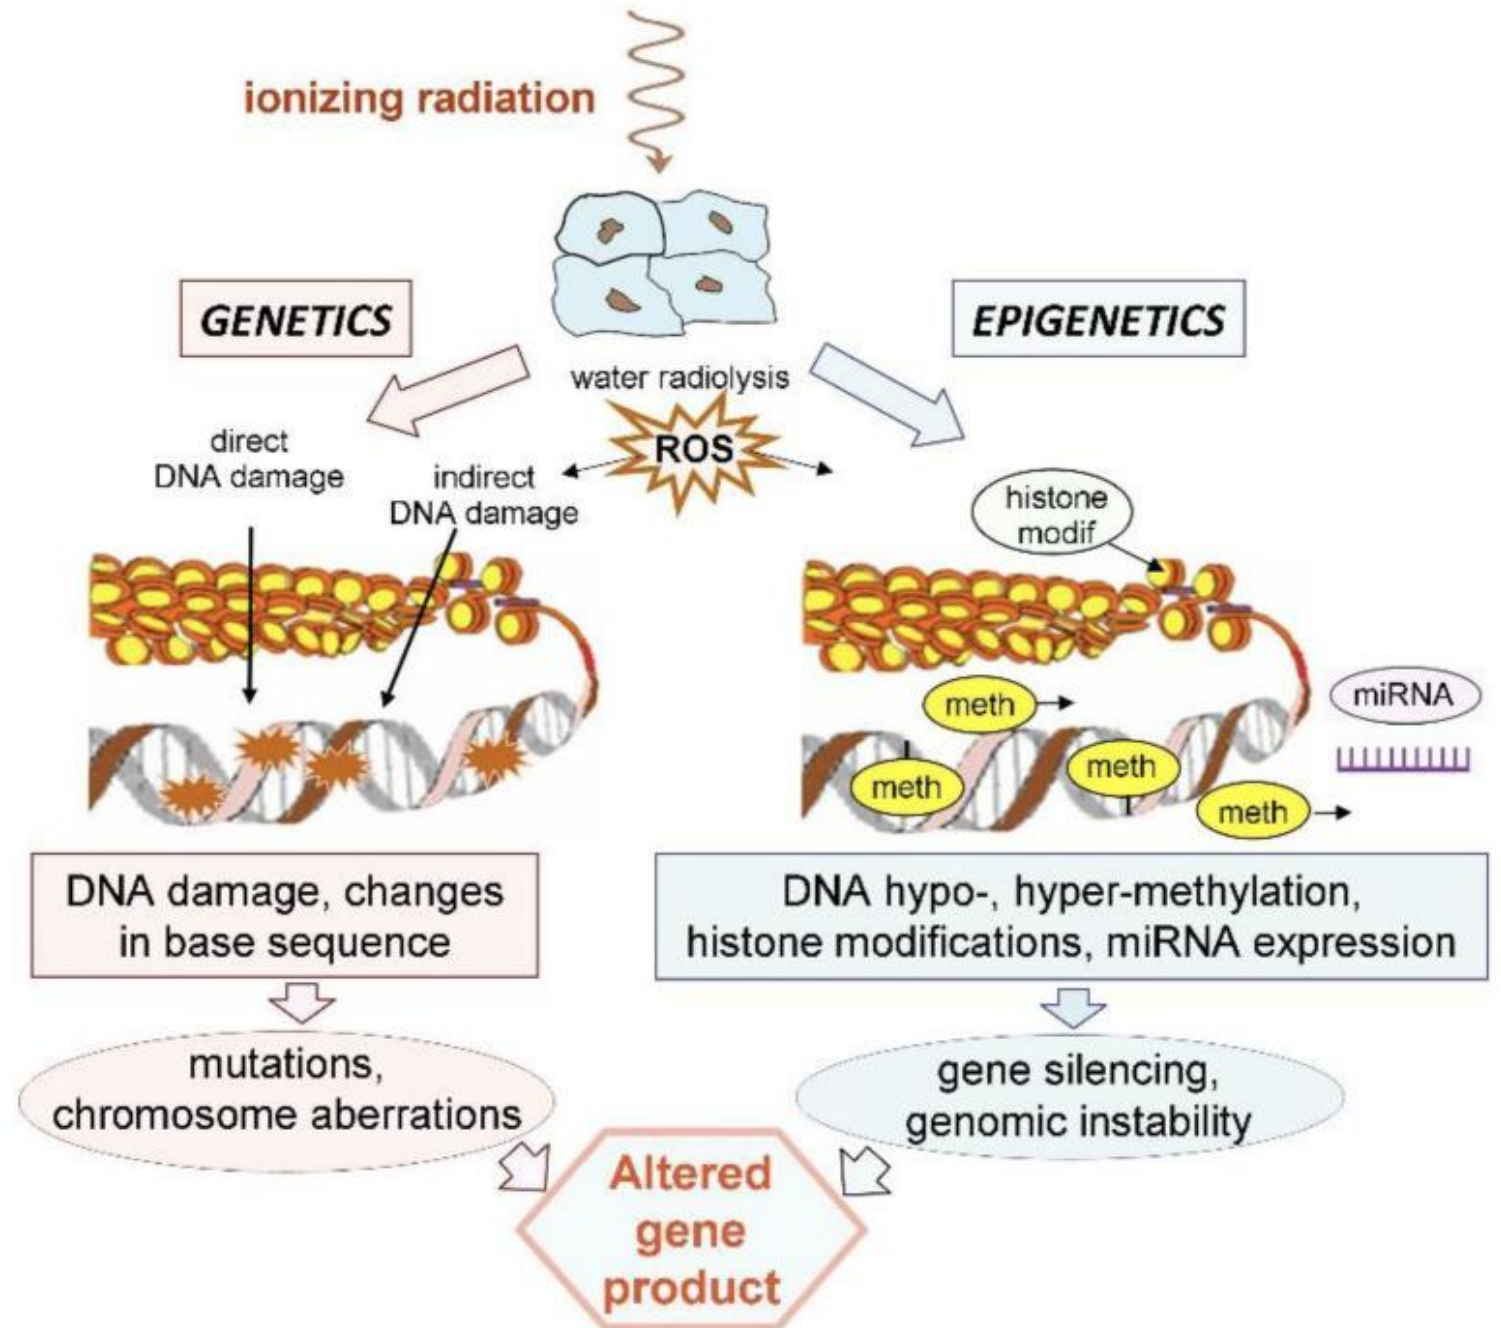 ionizing radiation
GENETICS
EPIGENETICS
water radiolysis
ROS
direct
DNA damage
indirect
DNA damage
histone
modif
meth
miRNA
meth
meth
meth
DNA damage, changes
in base sequence
DNA hypo-, hyper-methylation,
histone modifications, miRNA expression
mutations,
chromosome aberrations
gene silencing,
genomic instability
Altered
gene
product